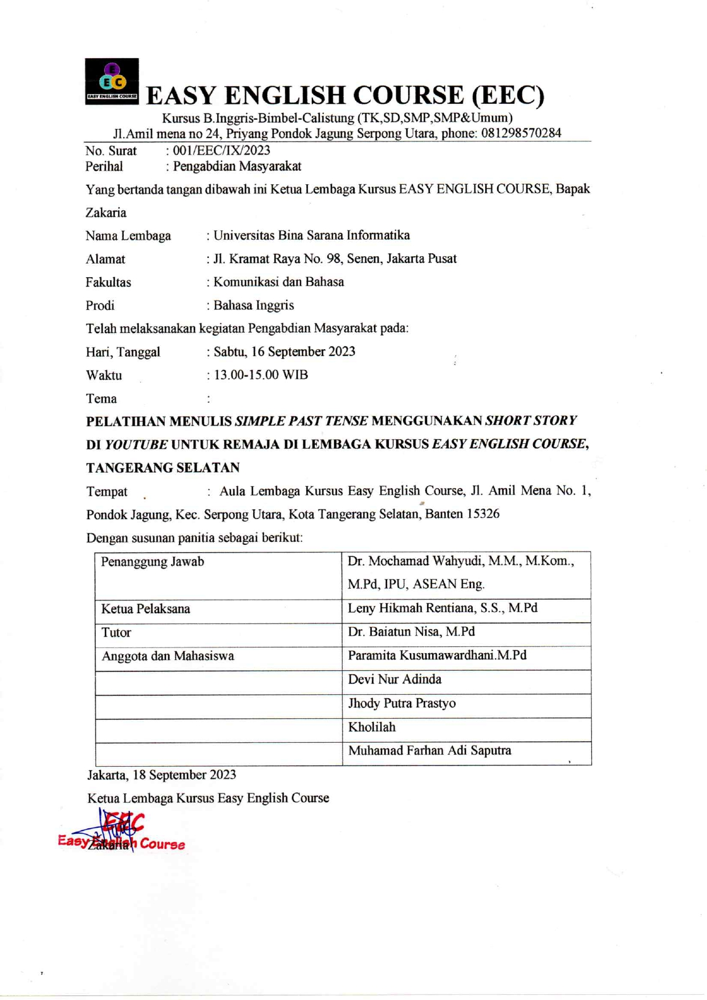 E
E C
EASY ENGLISH COURSE
EASY ENGLISH COURSE (EEC)
Kursus B.Inggris-Bimbel-Calistung (TK,SD,SMP,SMP&Umum)
Jl.Amil mena no 24, Priyang Pondok Jagung Serpong Utara, phone: 081298570284
No. Surat : 001/EEC/IX/2023
Perihal : Pengabdian Masyarakat
Yang bertanda tangan dibawah ini Ketua Lembaga Kursus EASY ENGLISH COURSE, Bapak
Zakaria
Nama Lembaga : Universitas Bina Sarana Informatika
Alamat : Jl. Kramat Raya No. 98, Senen, Jakarta Pusat
Fakultas : Komunikasi dan Bahasa
Prodi : Bahasa Inggris
Telah melaksanakan kegiatan Pengabdian Masyarakat pada:
Hari, Tanggal : Sabtu, 16 September 2023
Waktu : 13.00-15.00 WIB
Tema :
PELATIHAN MENULIS SIMPLE PAST TENSE MENGGUNAKAN SHORT STORY
DI YOUTUBE UNTUK REMAJA DI LEMBAGA KURSUS EASY ENGLISH COURSE,
TANGERANG SELATAN
Tempat : Aula Lembaga Kursus Easy English Course, Jl. Amil Mena No. 1,
Pondok Jagung, Kec. Serpong Utara, Kota Tangerang Selatan, Banten 15326
Dengan susunan panitia sebagai berikut:
Penanggung Jawab Dr. Mochamad Wahyudi, M.M., M.Kom.,
M.Pd, IPU, ASEAN Eng.
Ketua Pelaksana Leny Hikmah Rentiana, S.S., M.Pd
Tutor Dr. Baiatun Nisa, M.Pd
Anggota dan Mahasiswa Paramita Kusumawardhani.M.Pd
Devi Nur Adinda
Jhody Putra Prastyo
Kholilah
Muhamad Farhan Adi Saputra
Jakarta, 18 September 2023
Ketua Lembaga Kursus Easy English Course
EEC
Easy English Course
Zakaria